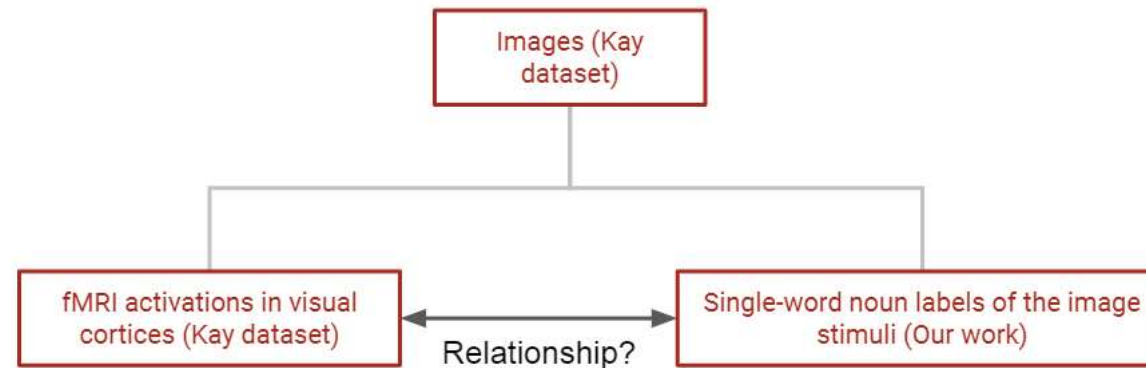 Images (Kay
dataset)
fMRI activations in visual
cortices (Kay dataset)
Relationship?
Single-word noun labels of the image
stimuli (Our work)